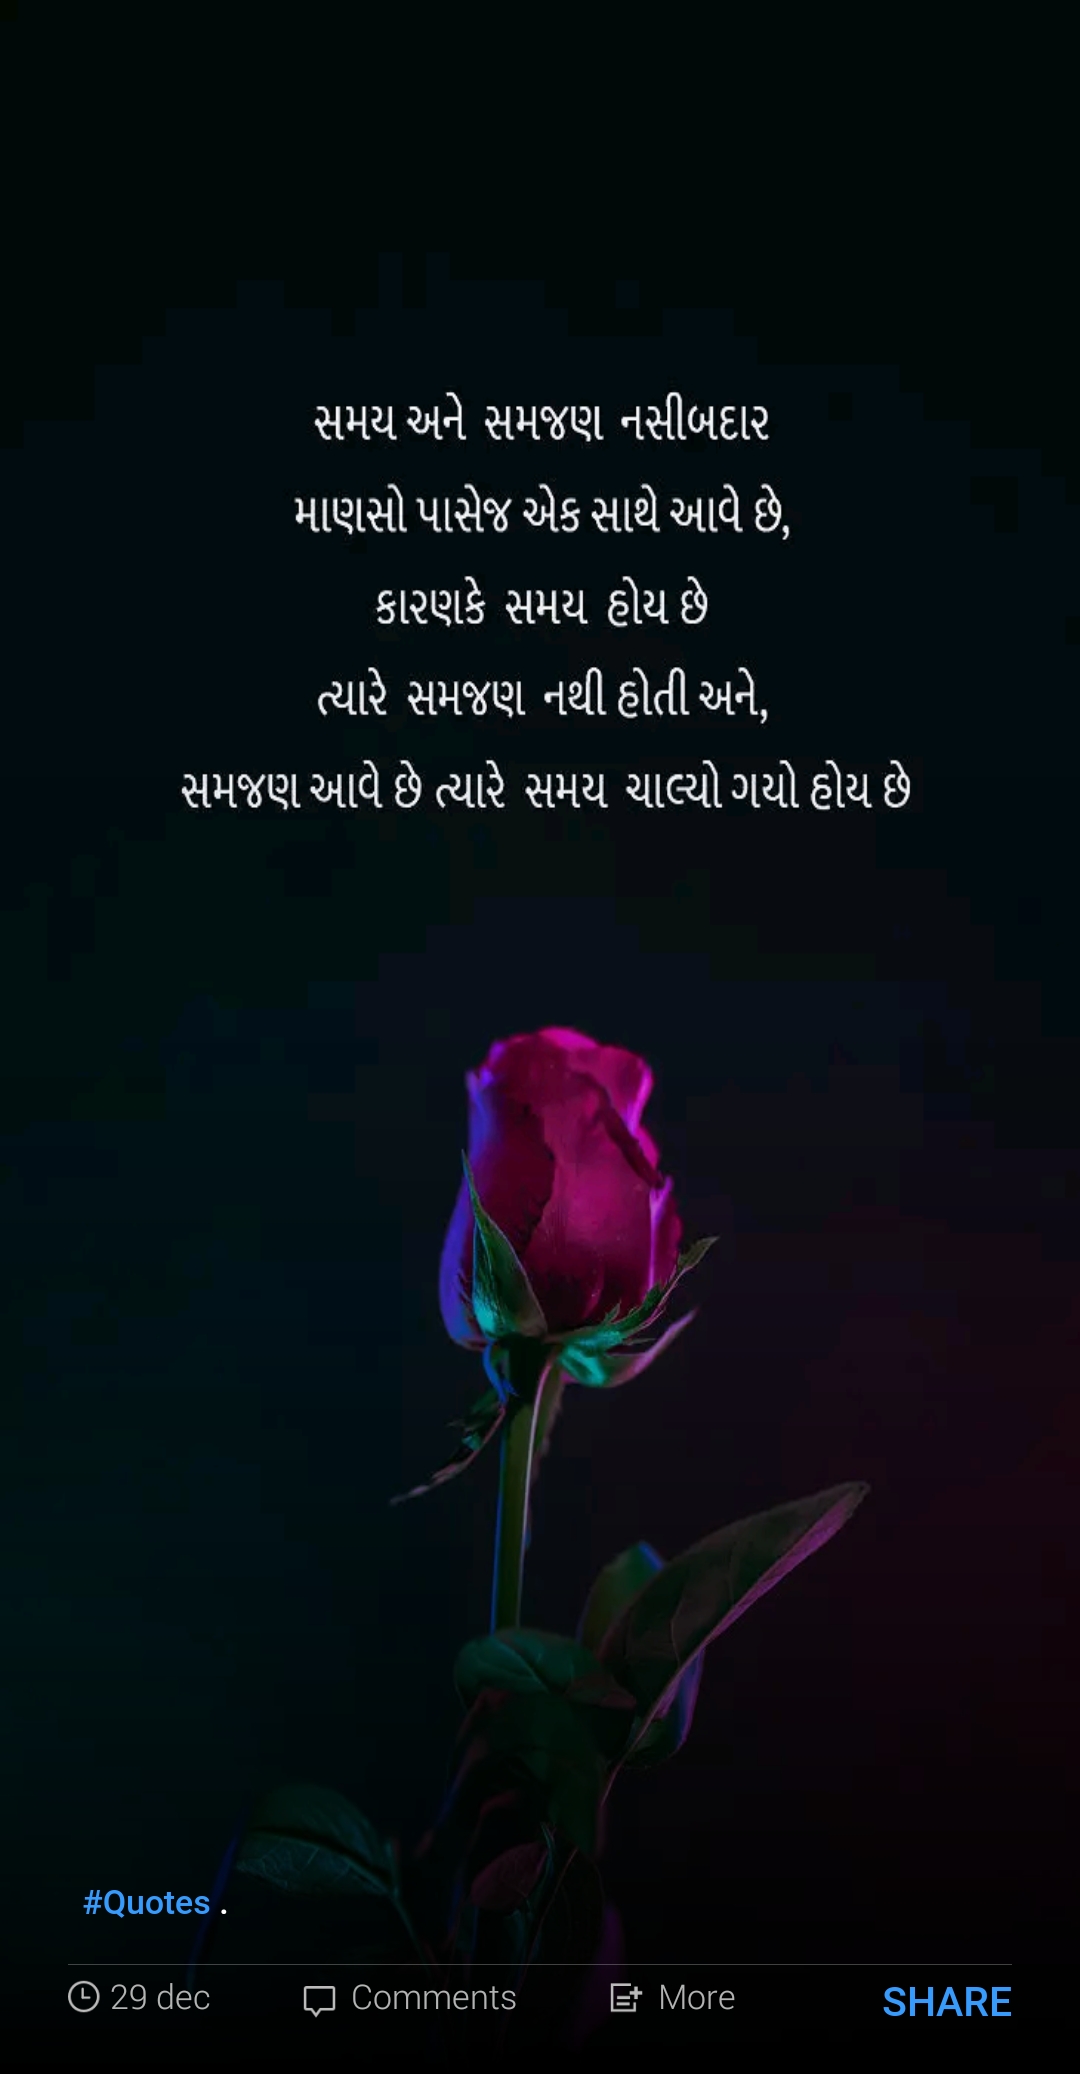 સમય અને સમજણ નસીબદાર
માણસો પાસેજ એક સાથે આવે છે,
કારણકે સમય હોય છે
ત્યારે સમજણ નથી હોતી અને,
સમજણ આવે છે ત્યારે સમય ચાલ્યો ગયો હોય છે
#Quotes .
29 dec Comments More SHARE